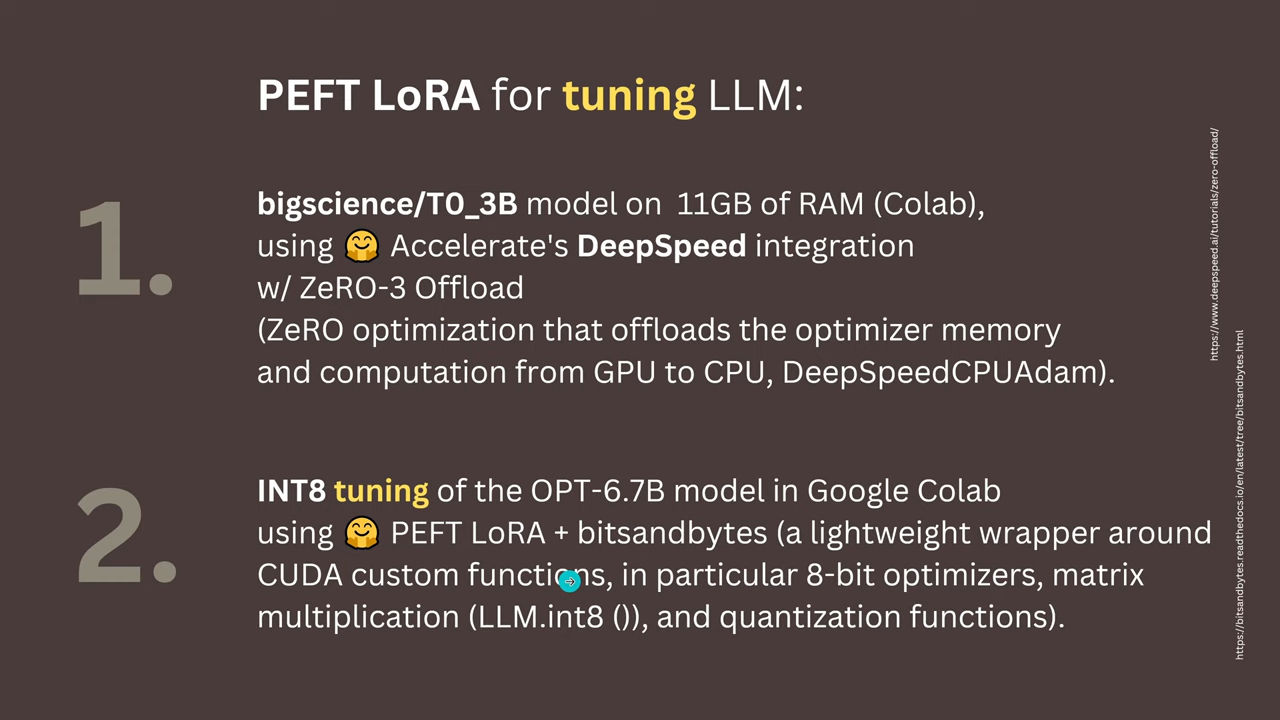 PEFT LoRA for tuning LLM:
1.
bigscience/T0_3B model on 11GB of RAM (Colab),
using 🤗 Accelerate's DeepSpeed integration
w/ ZeRO-3 Offload
(ZeRO optimization that offloads the optimizer memory
and computation from GPU to CPU, DeepSpeedCPUAdam).
2.
INT8 tuning of the OPT-6.7B model in Google Colab
using 🤗 PEFT LoRA + bitsandbytes (a lightweight wrapper around
CUDA custom functions, in particular 8-bit optimizers, matrix
multiplication (LLM.int8 ()), and quantization functions).
https://www.deepspeed.ai/tutorials/zero-offload/
https://bitsandbytes.readthedocs.io/en/latest/tree/bitsandbytes.html